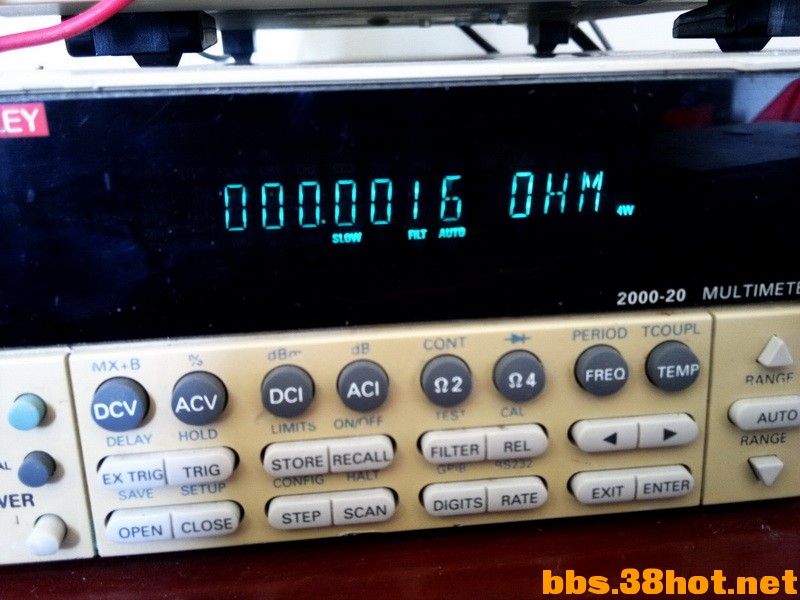 LEY
000.0016 OHM 4W
SLOW FILT AUTO
2000-20 MULTIMETE
MX+B % dBm dB CONT PERIOD TCOUPL
DCV ACV DCI ACI Ω2 Ω4 FREQ TEMP
RANGE
DELAY HOLD LIMITS ON/OFF TEST CAL
AUTO
EX TRIG TRIG STORE RECALL FILTER REL
RANGE
SAVE SETUP CONFIG HALT GPIB RS232
WER
OPEN CLOSE STEP SCAN DIGITS RATE EXIT ENTER
bbs.38hot.net